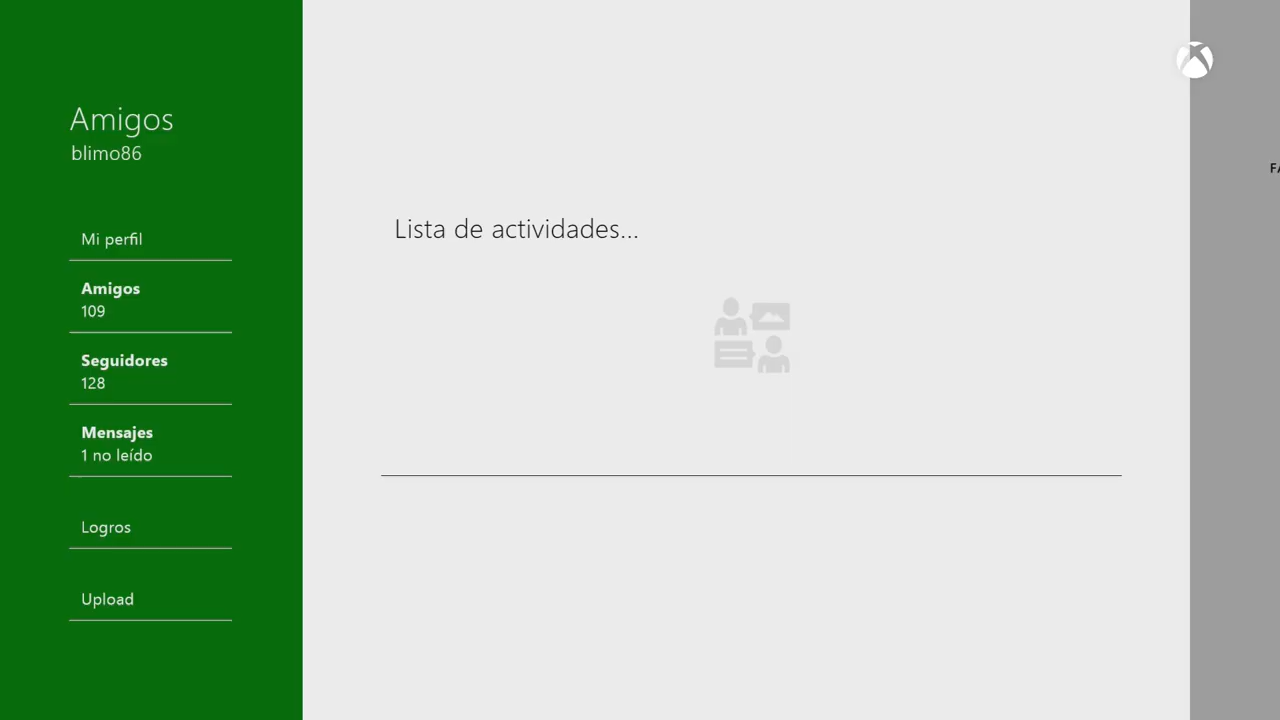 Amigos
blimo86
Mi perfil
Amigos
109
Seguidores
128
Mensajes
1 no leído
Logros
Upload
Lista de actividades...